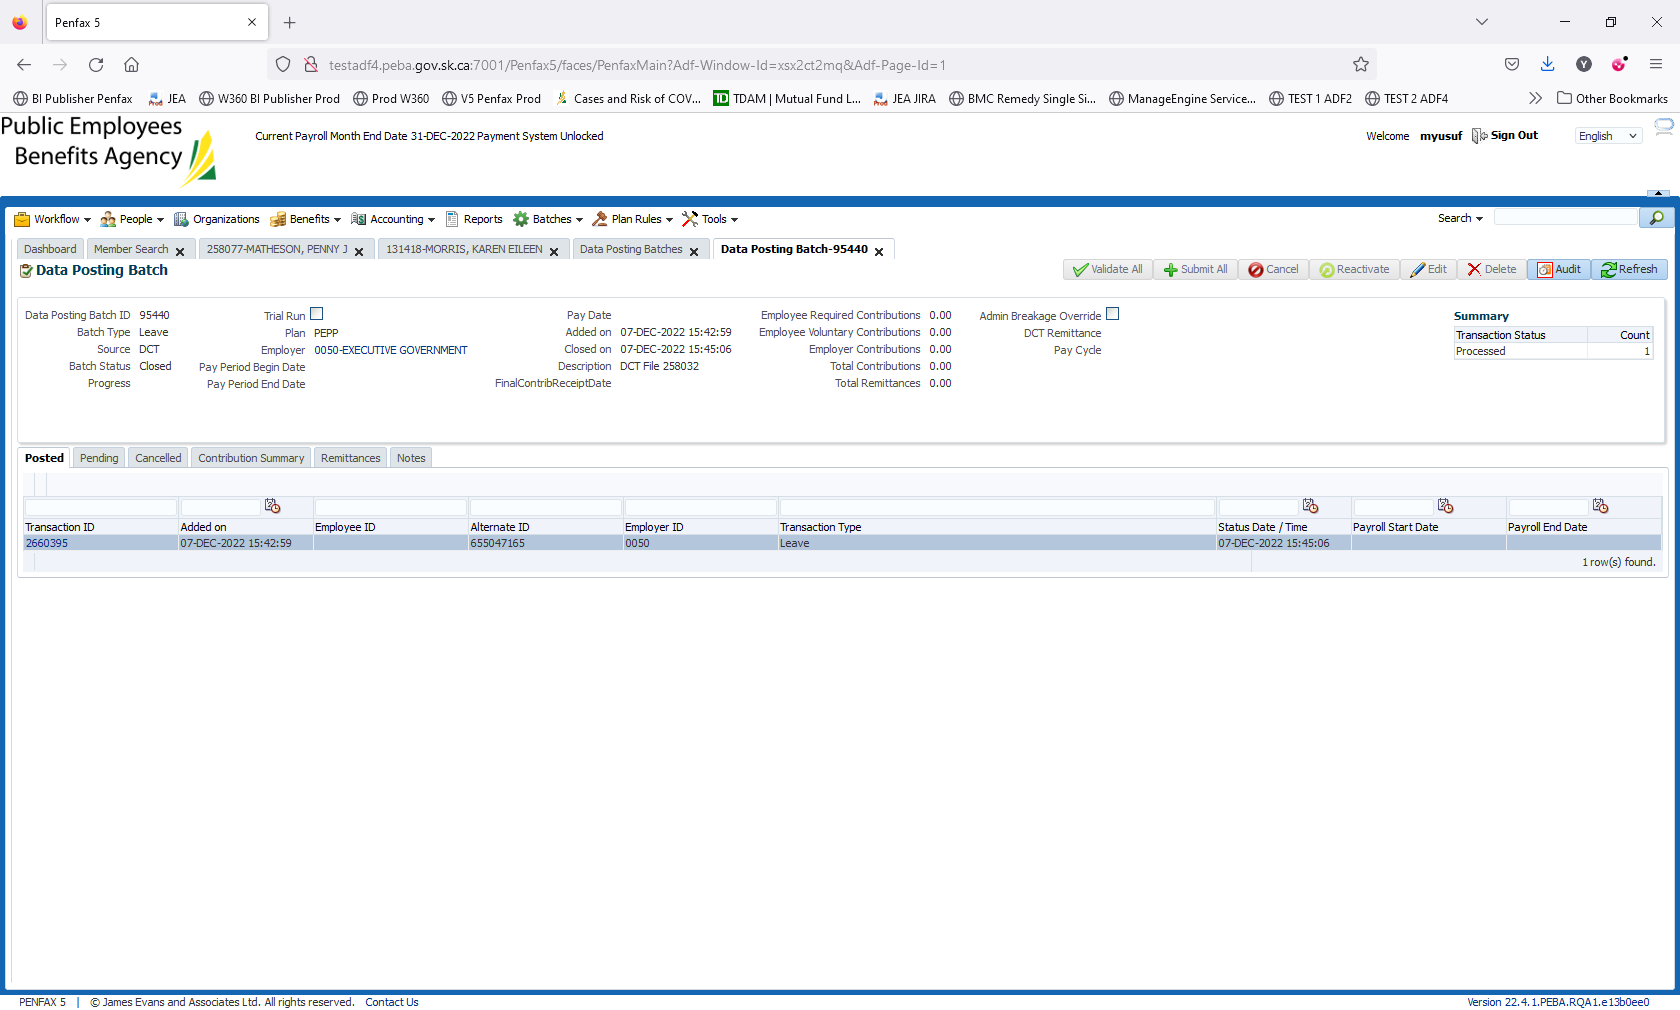 Penfax 5
testadf4.peba.gov.sk.ca:7001/Penfax5/faces/PenfaxMain?Adf-Window-Id=xsx2ct2mq&Adf-Page-Id=1
BI Publisher Penfax JEA W360 BI Publisher Prod Prod W360 V5 Penfax Prod Cases and Risk of COV... TDAM | Mutual Fund L... JEA JIRA BMC Remedy Single Si... ManageEngine Service... TEST 1 ADF2 TEST 2 ADF4 Other Bookmarks
Public Employees
Benefits Agency
Current Payroll Month End Date 31-DEC-2022 Payment System Unlocked
Welcome myusuf Sign Out English
Workflow People Organizations Benefits Accounting Reports Batches Plan Rules Tools Search
Dashboard Member Search 258077-MATHESON, PENNY J 131418-MORRIS, KAREN EILEEN Data Posting Batches Data Posting Batch-95440
Data Posting Batch
Validate All Submit All Cancel Reactivate Edit Delete Audit Refresh
Data Posting Batch ID 95440
Batch Type Leave
Source DCT
Batch Status Closed
Progress
Trial Run
Plan PEPP
Employer 0050-EXECUTIVE GOVERNMENT
Pay Period Begin Date
Pay Period End Date
Pay Date
Added on 07-DEC-2022 15:42:59
Closed on 07-DEC-2022 15:45:06
Description DCT File 258032
FinalContribReceiptDate
Employee Required Contributions 0.00
Employee Voluntary Contributions 0.00
Employer Contributions 0.00
Total Contributions 0.00
Total Remittances 0.00
Admin Breakage Override
DCT Remittance
Pay Cycle
Summary
Transaction Status Count
Processed 1
Posted Pending Cancelled Contribution Summary Remittances Notes
Transaction ID Added on Employee ID Alternate ID Employer ID Transaction Type Status Date / Time Payroll Start Date Payroll End Date
2660395 07-DEC-2022 15:42:59 655047165 0050 Leave 07-DEC-2022 15:45:06
1 row(s) found.
PENFAX 5 | © James Evans and Associates Ltd. All rights reserved. Contact Us
Version 22.4.1.PEBA.RQA1.e13b0ee0